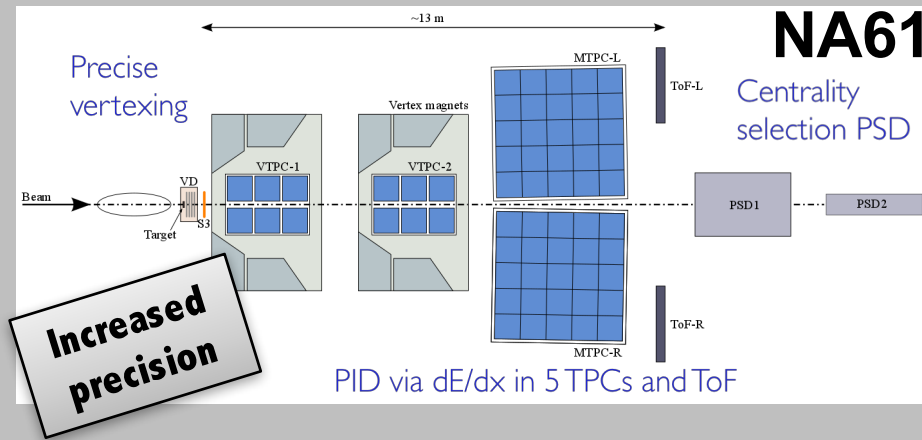 ~13 m
NA61
Precise
vertexing
MTPC-L
ToF-L
Centrality
selection PSD
Vertex magnets
VTPC-1
VTPC-2
VD
Beam
Target
S3
PSD1
PSD2
Increased
precision
ToF-R
MTPC-R
PID via dE/dx in 5 TPCs and ToF